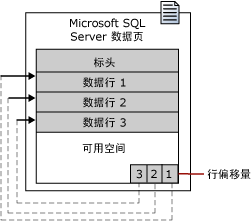 Microsoft SQL
Server 数据页
标头
数据行 1
数据行 2
数据行 3
可用空间
3 2 1
行偏移量